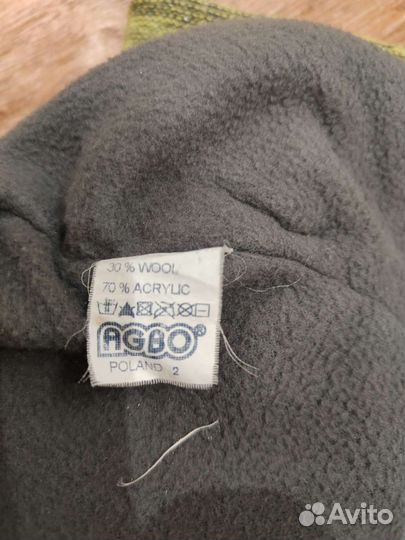 30 % WOOL
70 % ACRYLIC
AGBO®
POLAND 2
Avito